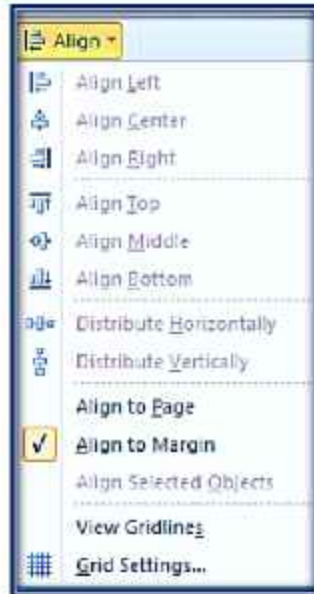 Align
Align Left
Align Center
Align Right
Align Top
Align Middle
Align Bottom
Distribute Horizontally
Distribute Vertically
Align to Page
Align to Margin
Align Selected Objects
View Gridlines
Grid Settings...